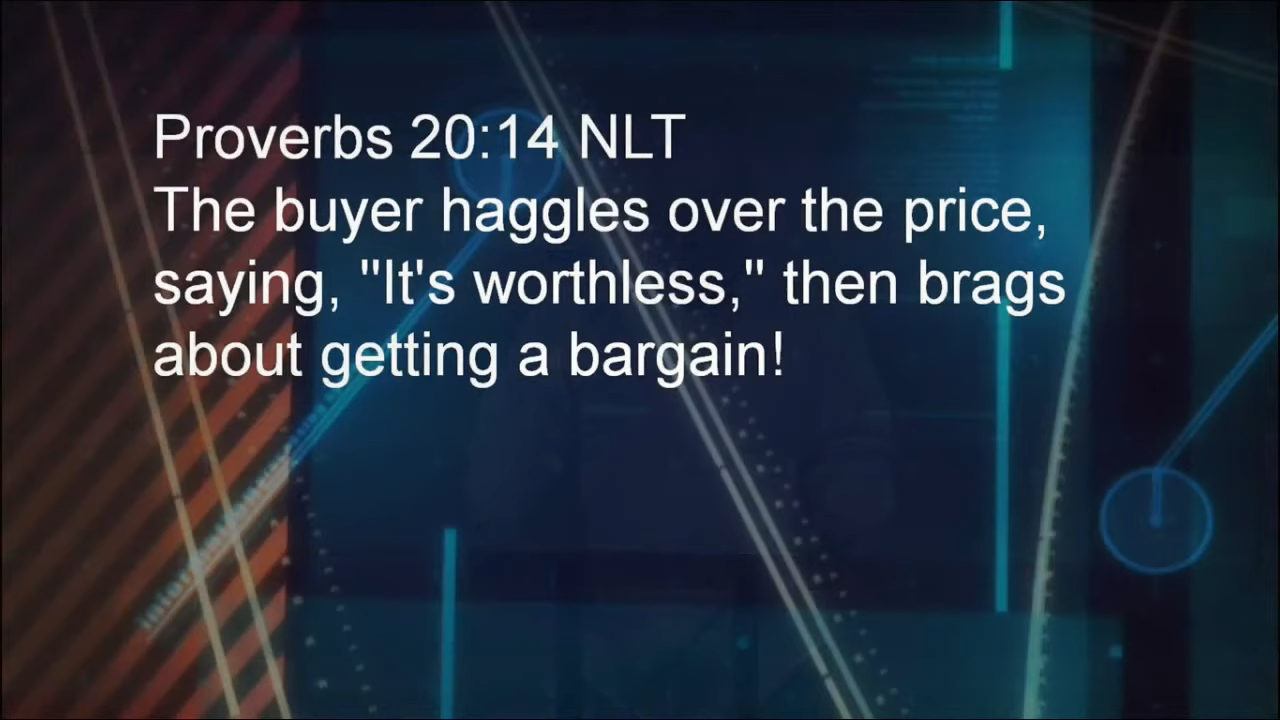 Proverbs 20:14 NLT
The buyer haggles over the price,
saying, "It's worthless," then brags
about getting a bargain!